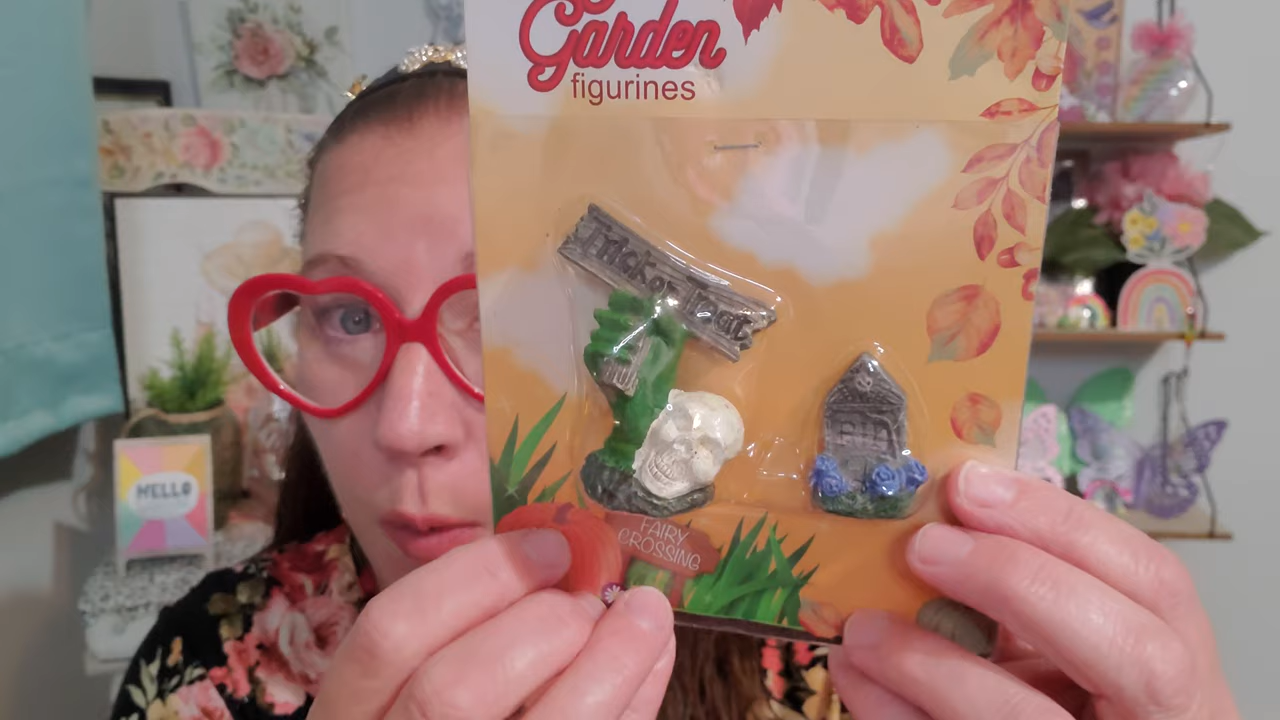 Garden
figurines
Trick or Treat
RIP
FAIRY
CROSSING
HELLO